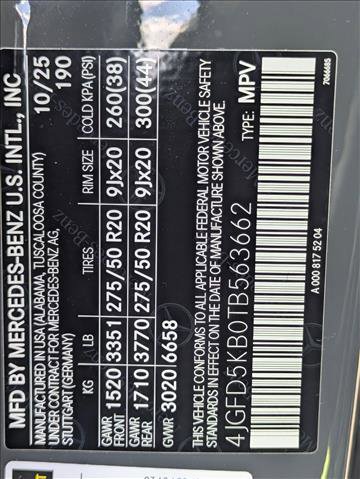 MFD BY MERCEDES-BENZ U.S. INTL., INC
MANUFACTURED IN USA (ALABAMA, TUSCALOOSA COUNTY) 10/25
UNDER CONTRACT FOR MERCEDES-BENZ AG, 190
STUTTGART (GERMANY)
KG LB TIRES RIM SIZE COLD KPA (PSI)
GAWR FRONT 1520 3351 275/50 R20 9Jx20 260(38)
GAWR REAR 1710 3770 275/50 R20 9Jx20 300(44)
GVWR 3020 6658
THIS VEHICLE CONFORMS TO ALL APPLICABLE FEDERAL MOTOR VEHICLE SAFETY
STANDARDS IN EFFECT ON THE DATE OF MANUFACTURE SHOWN ABOVE.
4JGFD5KB0TB563662 TYPE: MPV
A 000 817 52 04
7066685